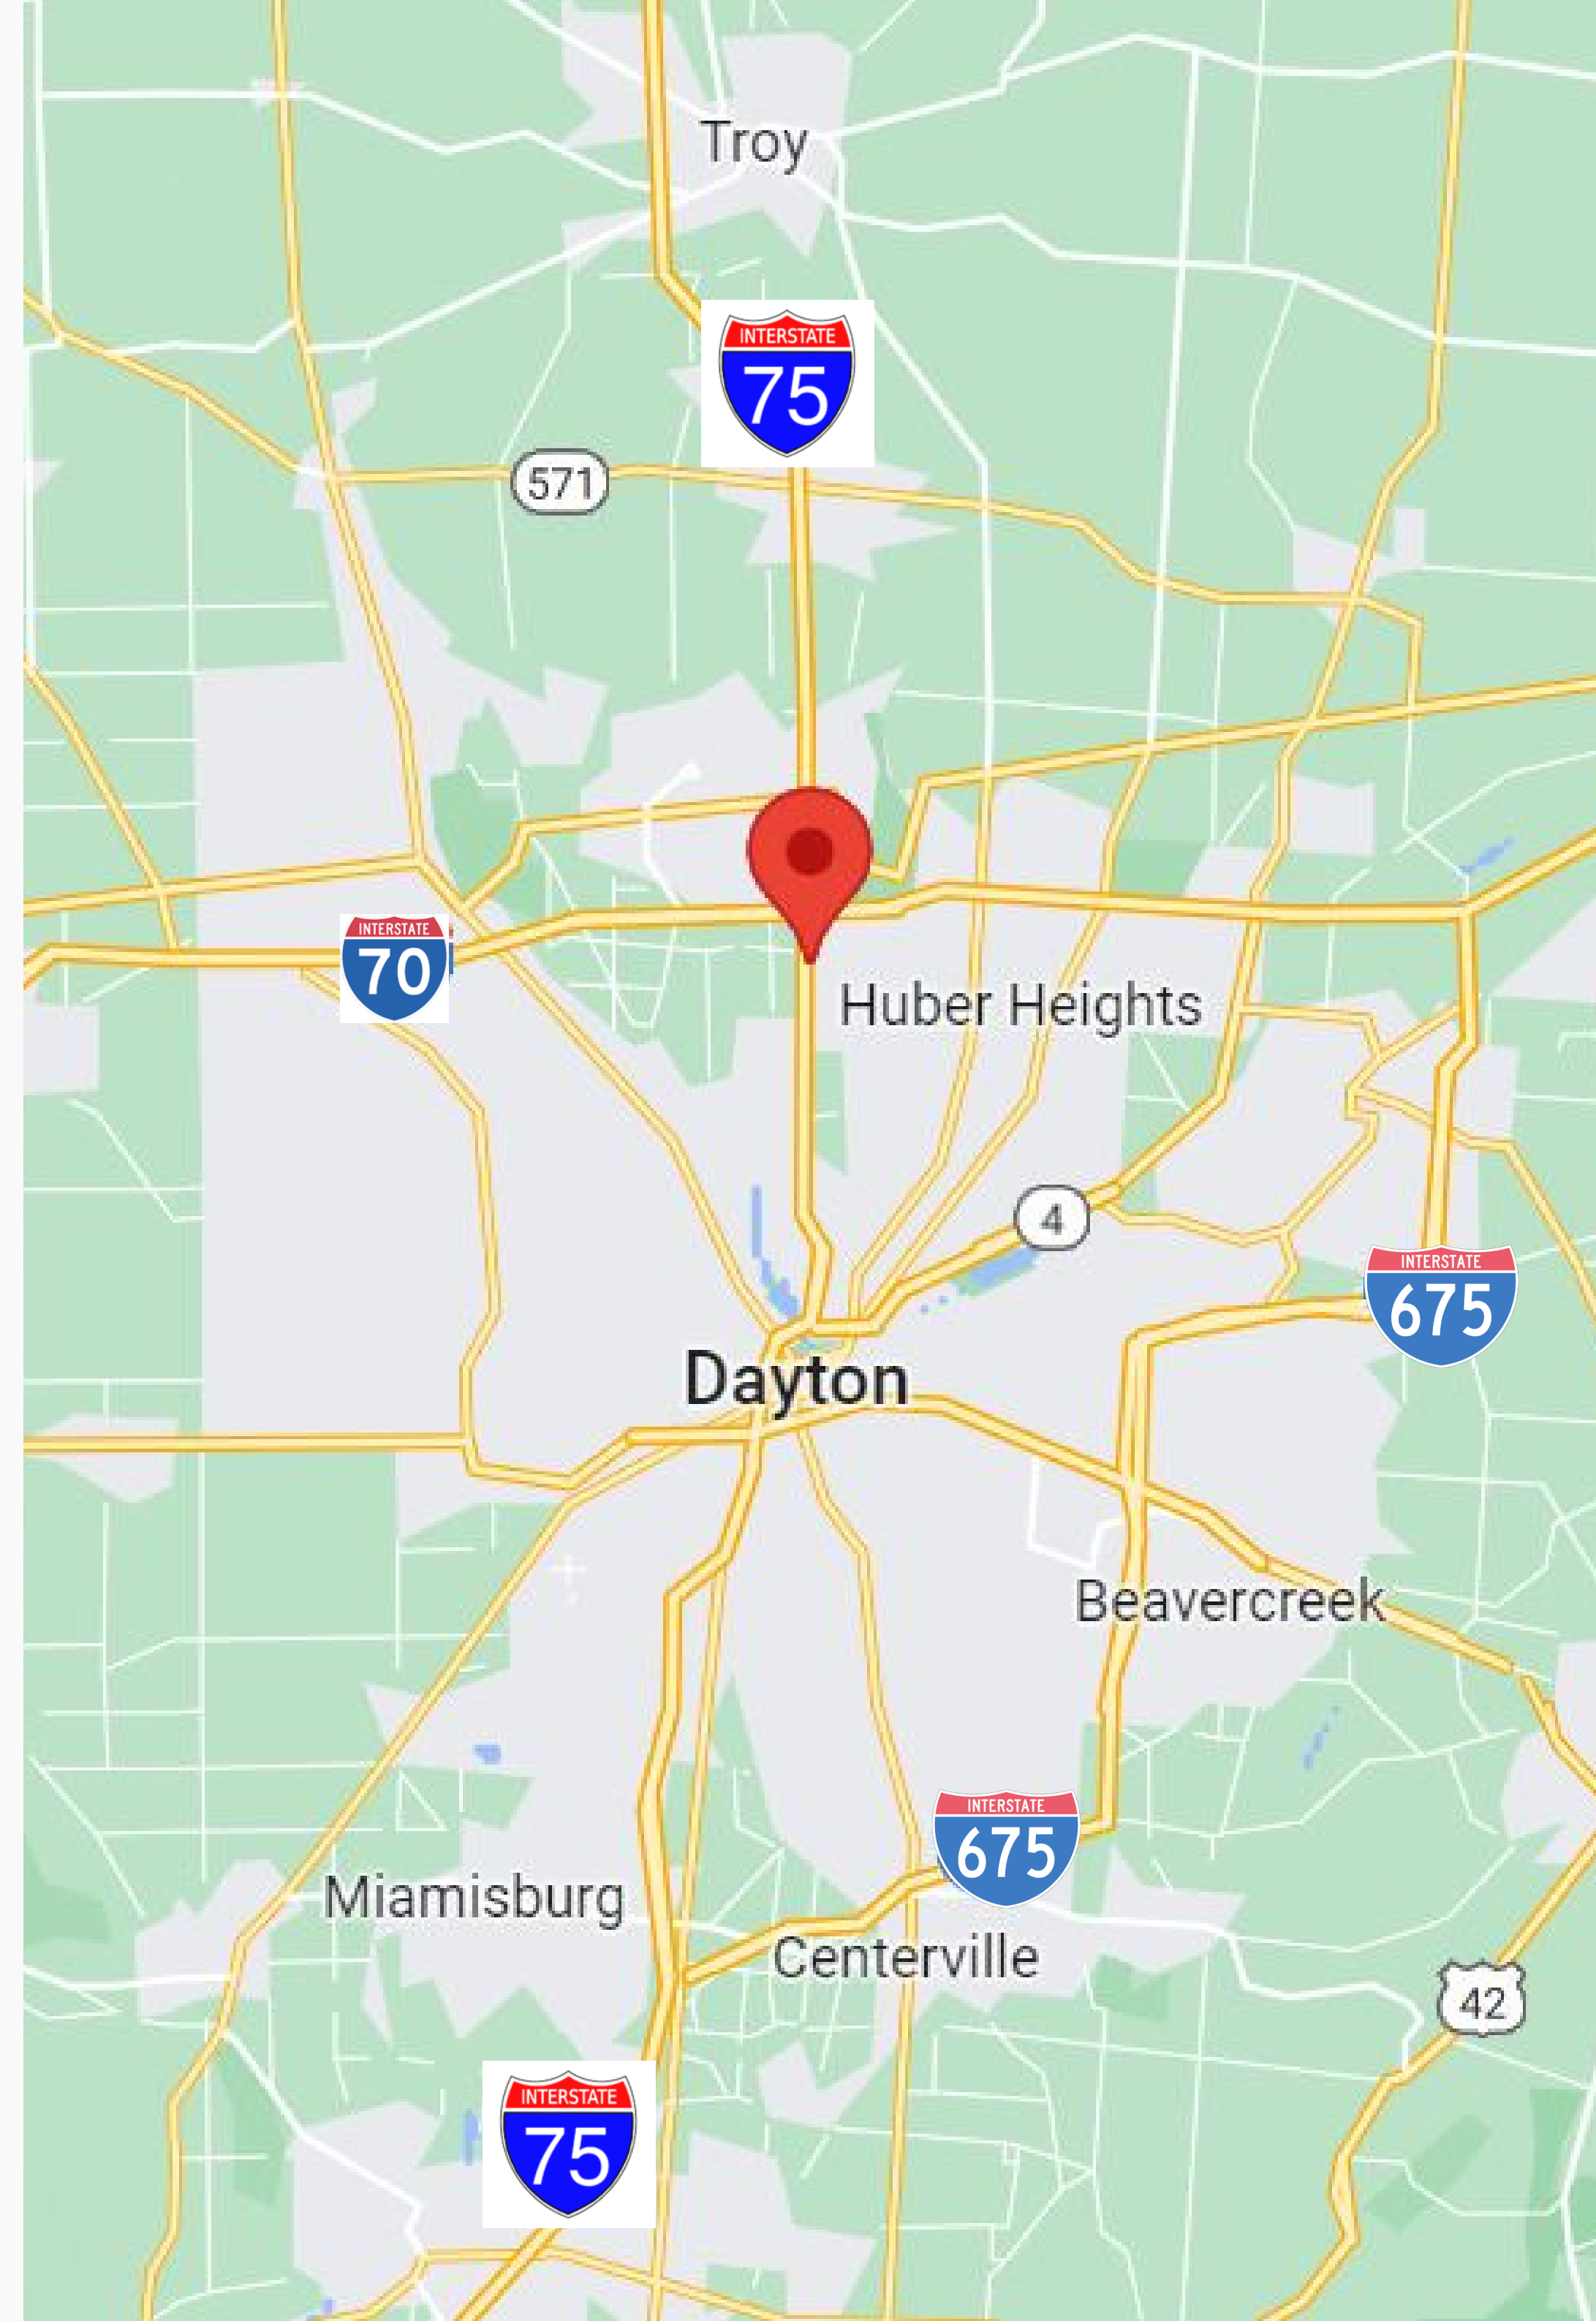 Troy
INTERSTATE
75
571
INTERSTATE
70
Huber Heights
4
INTERSTATE
675
Dayton
Beavercreek
INTERSTATE
675
Miamisburg
Centerville
42
INTERSTATE
75